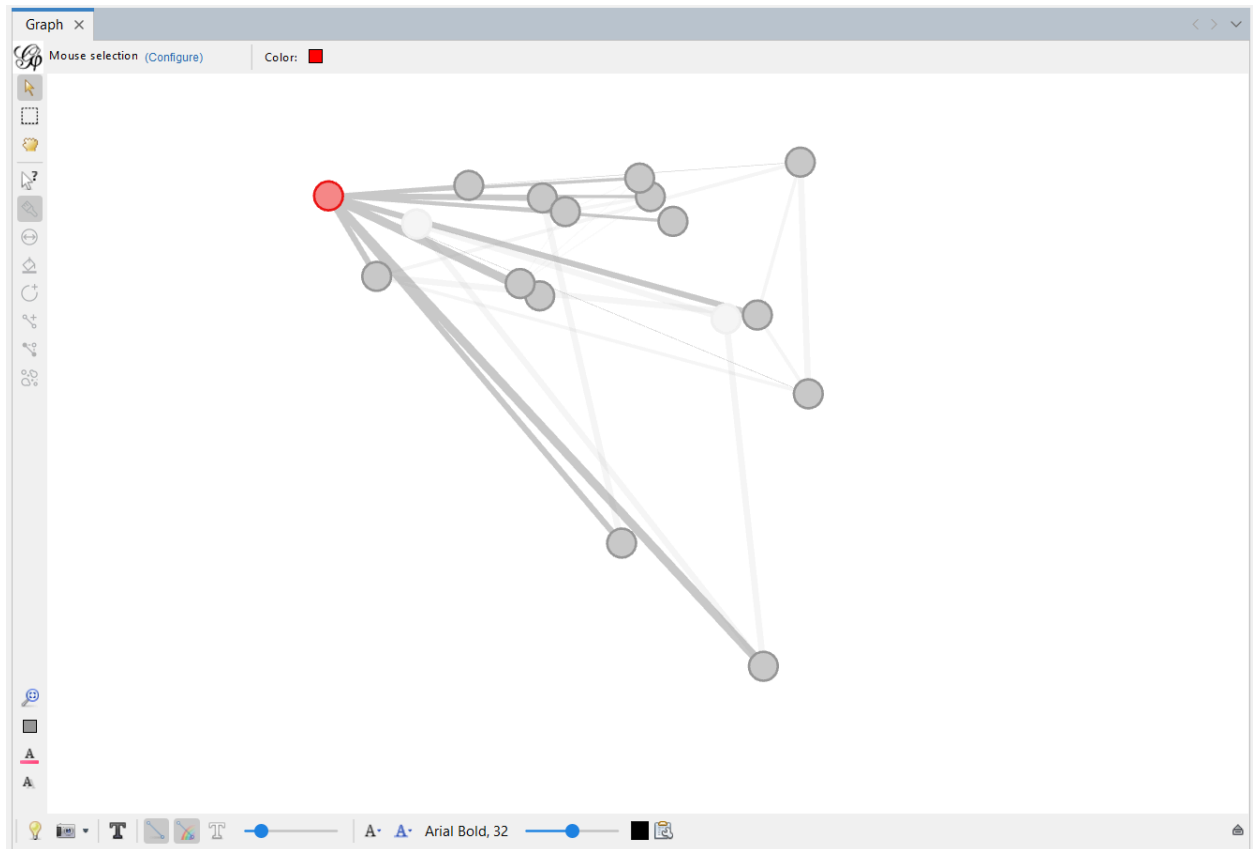 Graph
Mouse selection (Configure) Color:
?
A
A
T T A A Arial Bold, 32